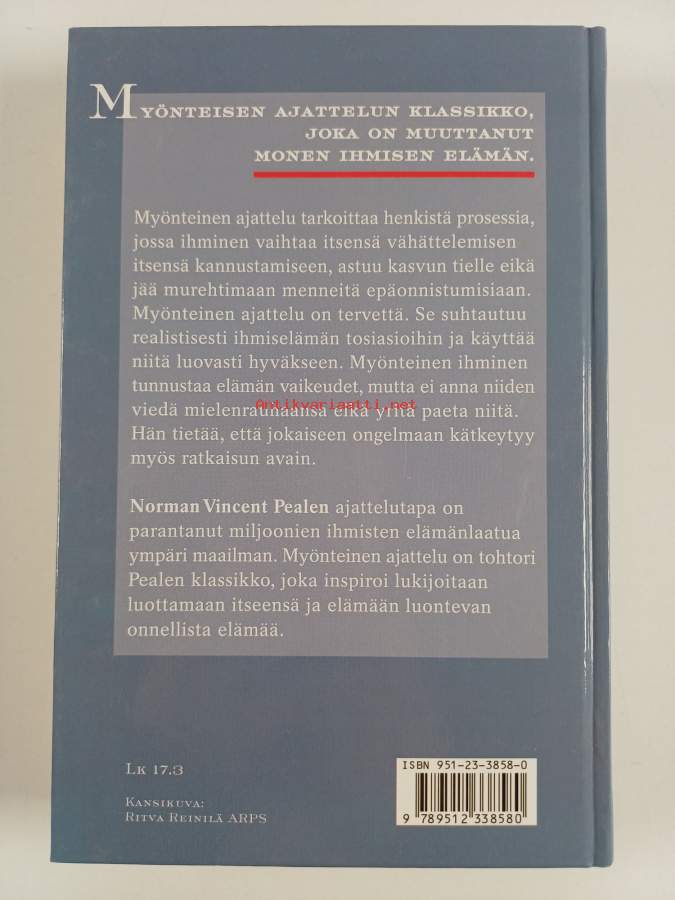 MYÖNTEISEN AJATTELUN KLASSIKKO,
JOKA ON MUUTTANUT
MONEN IHMISEN ELÄMÄN.
Myönteinen ajattelu tarkoittaa henkistä prosessia,
jossa ihminen vaihtaa itsensä vähättelemisen
itsensä kannustamiseen, astuu kasvun tielle eikä
jää murehtimaan menneitä epäonnistumisiaan.
Myönteinen ajattelu on tervettä. Se suhtautuu
realistisesti ihmiselämän tosiasioihin ja käyttää
niitä luovasti hyväkseen. Myönteinen ihminen
tunnustaa elämän vaikeudet, mutta ei anna niiden
Antikvariaatti.net
viedä mielenrauhaansa eikä yritä paeta niitä.
Hän tietää, että jokaiseen ongelmaan kätkeytyy
myös ratkaisun avain.
Norman Vincent Pealen ajattelutapa on
parantanut miljoonien ihmisten elämänlaatua
ympäri maailman. Myönteinen ajattelu on tohtori
Pealen klassikko, joka inspiroi lukijoitaan
luottamaan itseensä ja elämään luontevan
onnellista elämää.
LK 17.3
KANSIKUVA:
RITVA REINILÄ ARPS
ISBN 951-23-3858-0
9 789512 338580